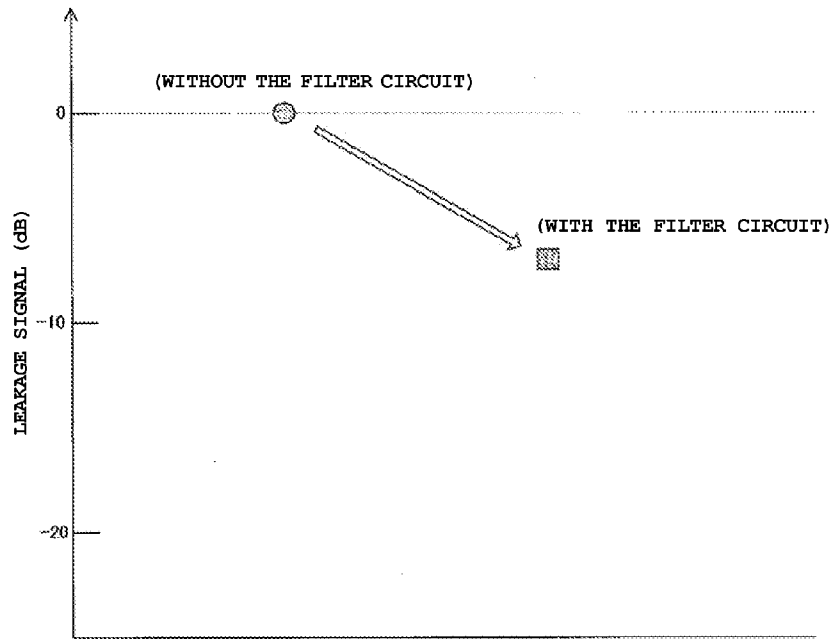 (WITHOUT THE FILTER CIRCUIT)
0
(WITH THE FILTER CIRCUIT)
LEAKAGE SIGNAL (dB)
-10
-20